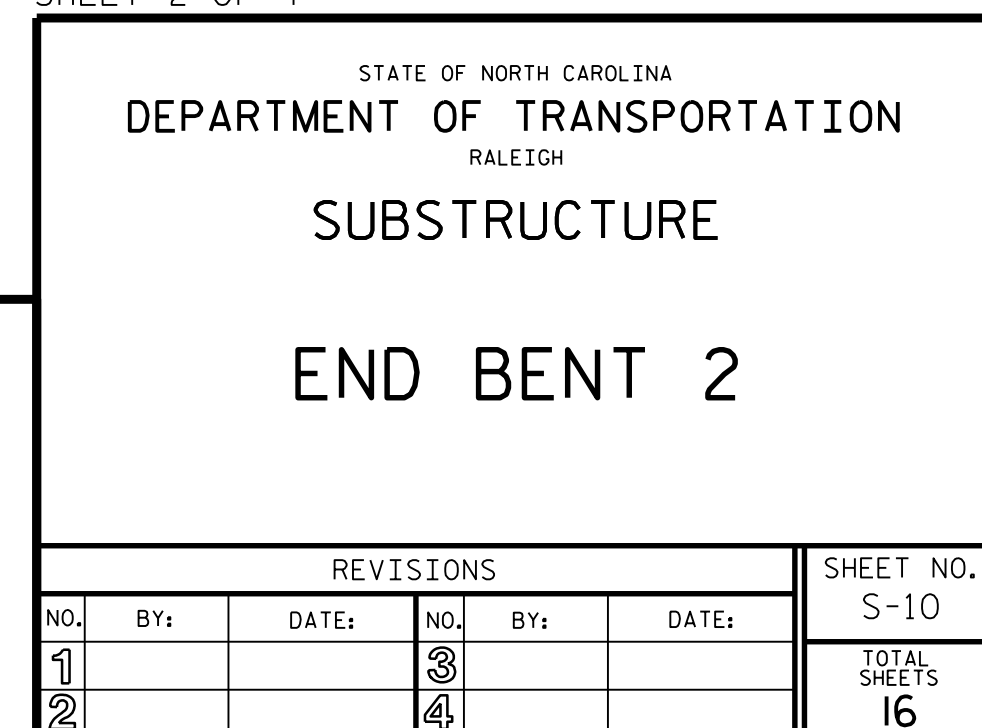 STATE OF NORTH CAROLINA
DEPARTMENT OF TRANSPORTATION
RALEIGH
SUBSTRUCTURE
END BENT 2
REVISIONS
SHEET NO.
S-10
NO. BY: DATE: NO. BY: DATE:
1 3
TOTAL
SHEETS
2 4
16